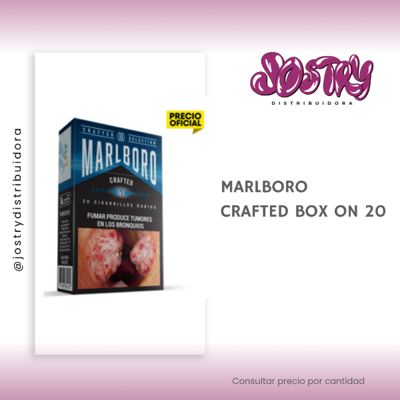 JOSTRY
DISTRIBUIDORA
@jostrydistribuidora
PRECIO
OFICIAL
CRAFTED SELECTION
MARLBORO
CRAFTED
20 CIGARRILLOS RUBIOS
FUMAR PRODUCE TUMORES
EN LOS BRONQUIOS
MARLBORO
CRAFTED BOX ON 20
Consultar precio por cantidad